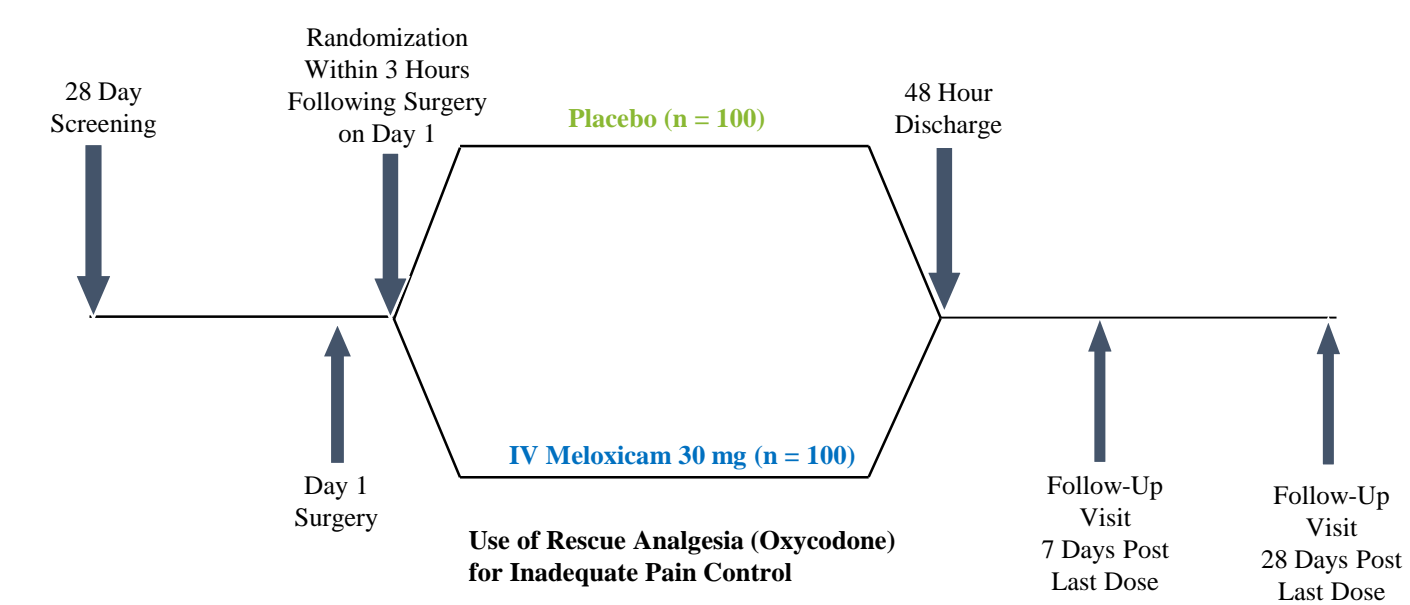 28 Day
Screening
Randomization
Within 3 Hours
Following Surgery
on Day 1
Placebo (n = 100)
48 Hour
Discharge
IV Meloxicam 30 mg (n = 100)
Day 1
Surgery
Use of Rescue Analgesia (Oxycodone)
for Inadequate Pain Control
Follow-Up
Visit
7 Days Post
Last Dose
Follow-Up
Visit
28 Days Post
Last Dose